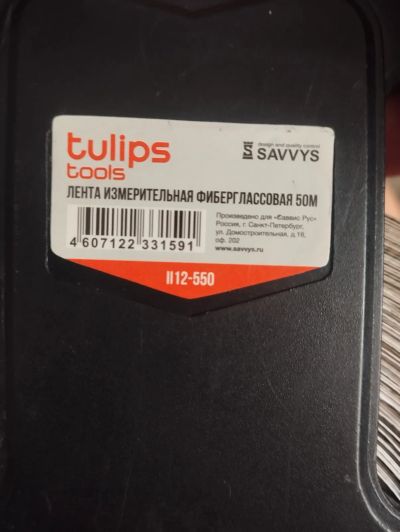 tulips
tools
design and quality control
SAVVYS
ЛЕНТА ИЗМЕРИТЕЛЬНАЯ ФИБЕРГЛАССОВАЯ 50М
4 607122 331591
Произведено для «Саввис Рус»
Россия, г. Санкт-Петербург,
ул. Домостроительная, д.16,
оф. 202
www.savvys.ru
II12-550